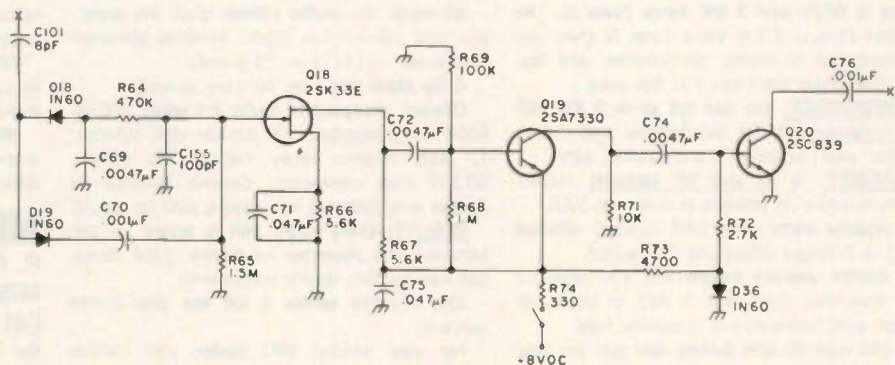 x
C101
8pF
O18
1N60
R64
470K
Q18
2SK33E
C69
.0047µF
C155
100pF
D19
1N60
C70
.001µF
R65
1.5M
C71
.047µF
R66
5.6K
C72
.0047µF
R67
5.6K
C75
.047µF
R69
100K
R68
1M
Q19
2SA7330
R74
330
+8VDC
C74
.0047µF
R71
10K
R73
4700
Q20
2SC839
R72
2.7K
D36
1N60
C76
.001µF
x